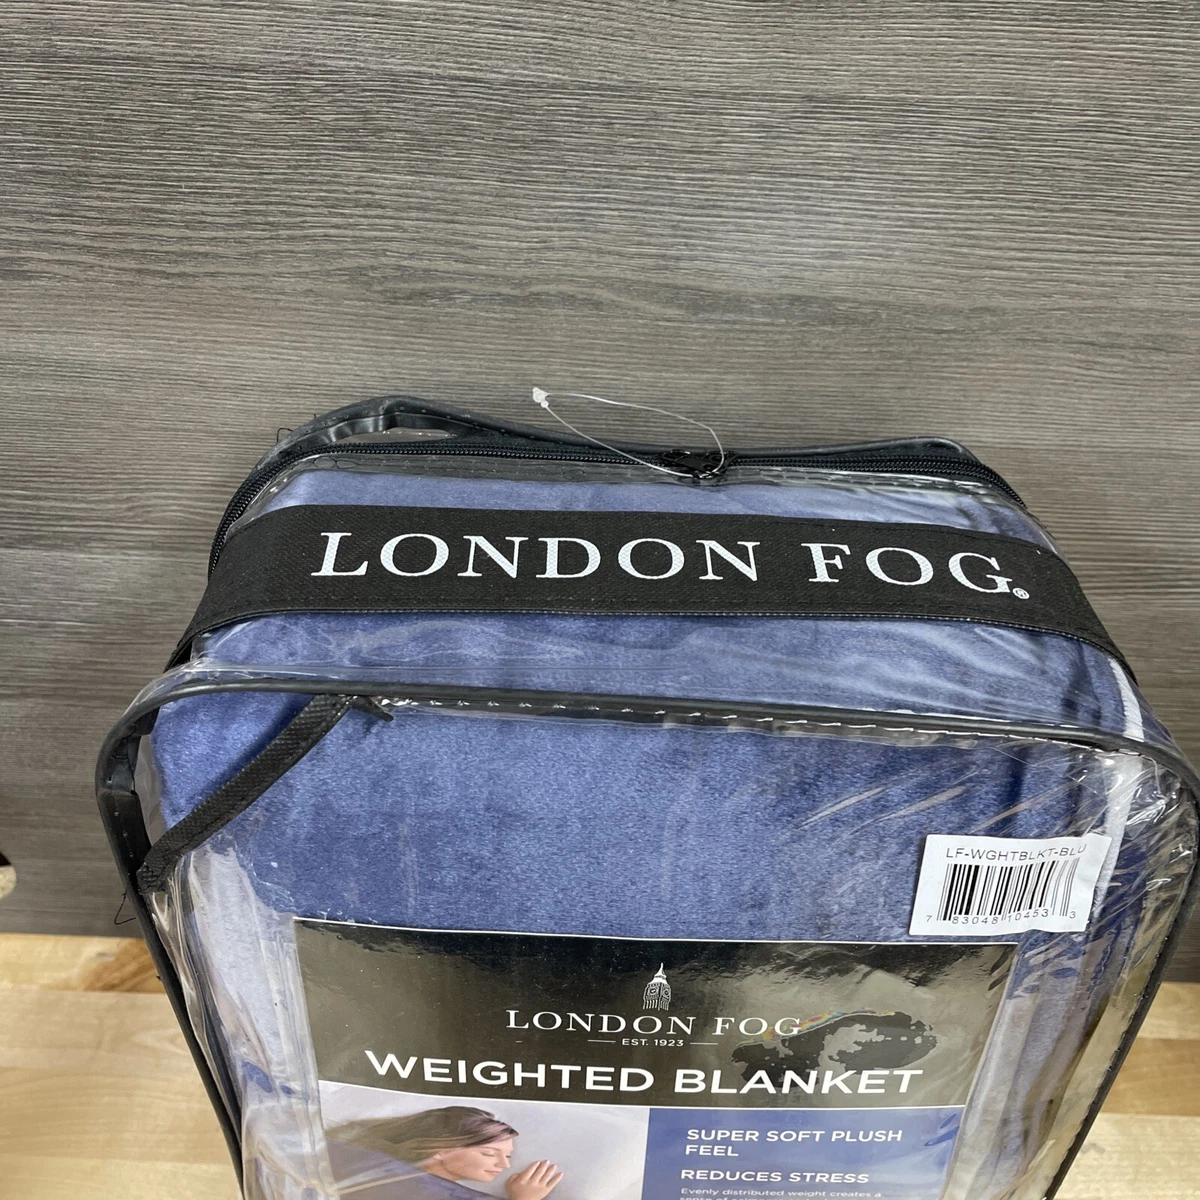 LONDON FOG®
LF-WGHTBLKT-BLU
7 83048 10453 3
LONDON FOG
EST. 1923
WEIGHTED BLANKET
SUPER SOFT PLUSH
FEEL
REDUCES STRESS
Evenly distributed weight creates a